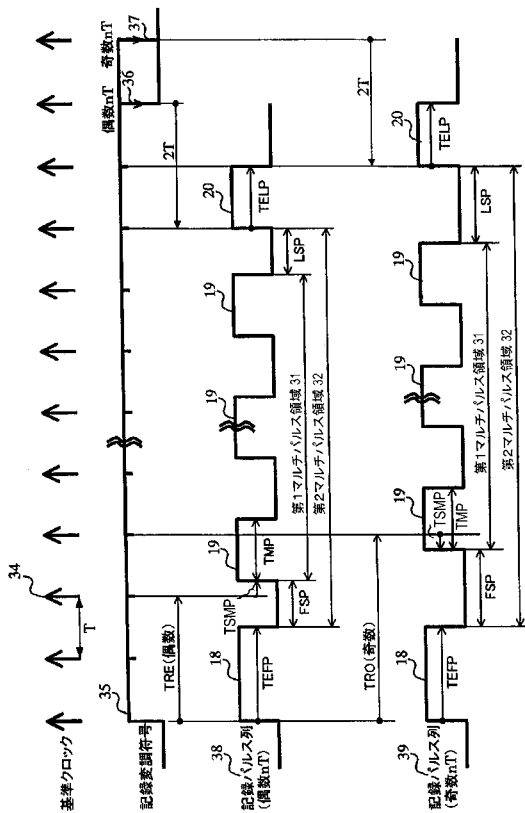 基準クロック
34
T
記録変調符号
35
偶数nT
36
奇数nT
37
2T
2T
TRE(偶数)
記録パルス列
(偶数nT)
38
18
TEFP
TSMP
FSP
19
TMP
19
19
LSP
20
TELP
第1マルチパルス領域 31
第2マルチパルス領域 32
TRO(奇数)
記録パルス列
(奇数nT)
39
18
TEFP
FSP
19
TSMP
TMP
19
19
LSP
20
TELP
第1マルチパルス領域 31
第2マルチパルス領域 32